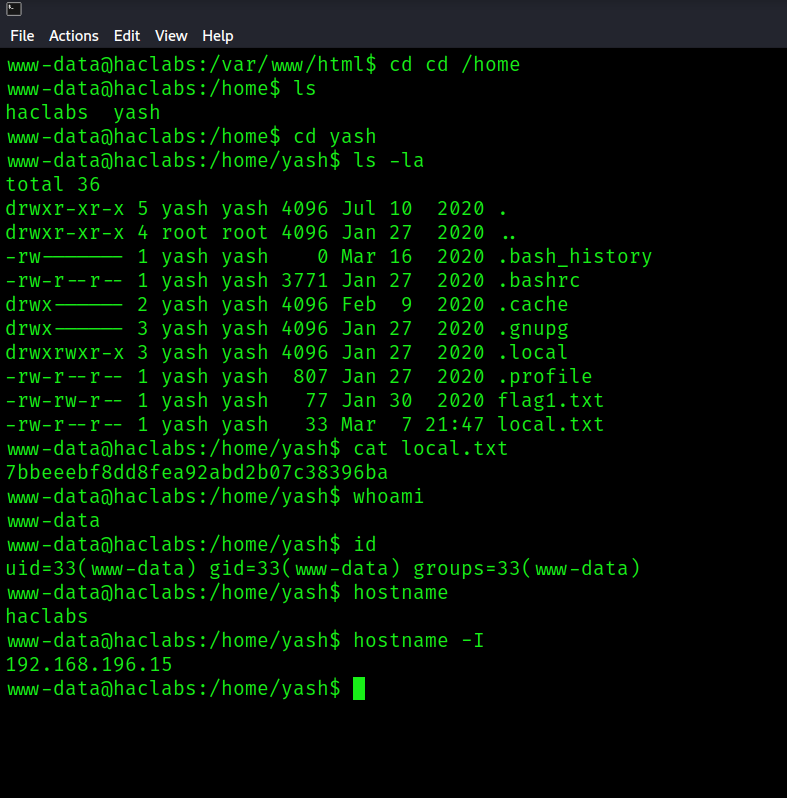 File Actions Edit View Help
www-data@haclabs:/var/www/html$ cd cd /home
www-data@haclabs:/home$ ls
haclabs  yash
www-data@haclabs:/home$ cd yash
www-data@haclabs:/home/yash$ ls -la
total 36
drwxr-xr-x 5 yash yash 4096 Jul 10  2020 .
drwxr-xr-x 4 root root 4096 Jan 27  2020 ..
-rw------- 1 yash yash    0 Mar 16  2020 .bash_history
-rw-r--r-- 1 yash yash 3771 Jan 27  2020 .bashrc
drwx------ 2 yash yash 4096 Feb  9  2020 .cache
drwx------ 3 yash yash 4096 Jan 27  2020 .gnupg
drwxrwxr-x 3 yash yash 4096 Jan 27  2020 .local
-rw-r--r-- 1 yash yash  807 Jan 27  2020 .profile
-rw-rw-r-- 1 yash yash   77 Jan 30  2020 flag1.txt
-rw-r--r-- 1 yash yash   33 Mar  7 21:47 local.txt
www-data@haclabs:/home/yash$ cat local.txt
7bbeeebf8dd8fea92abd2b07c38396ba
www-data@haclabs:/home/yash$ whoami
www-data
www-data@haclabs:/home/yash$ id
uid=33(www-data) gid=33(www-data) groups=33(www-data)
www-data@haclabs:/home/yash$ hostname
haclabs
www-data@haclabs:/home/yash$ hostname -I
192.168.196.15
www-data@haclabs:/home/yash$